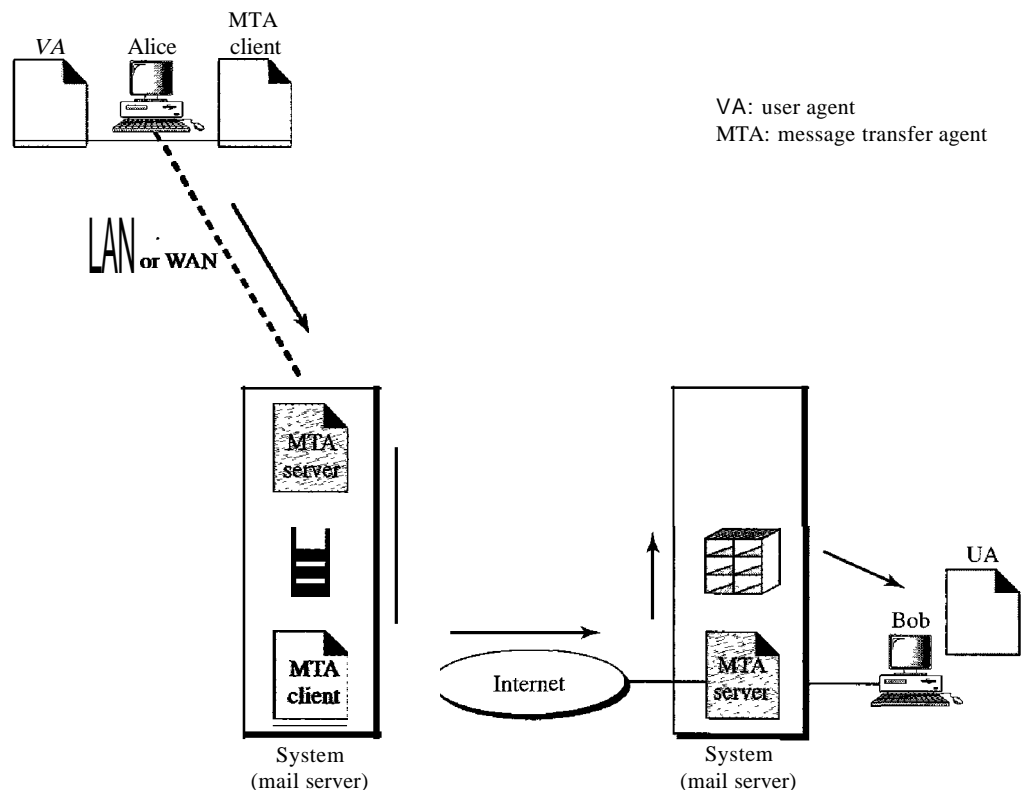 VA
Alice
MTA
client
VA: user agent
MTA: message transfer agent
LAN or WAN
MTA
server
MTA
client
System
(mail server)
Internet
MTA
server
System
(mail server)
Bob
UA